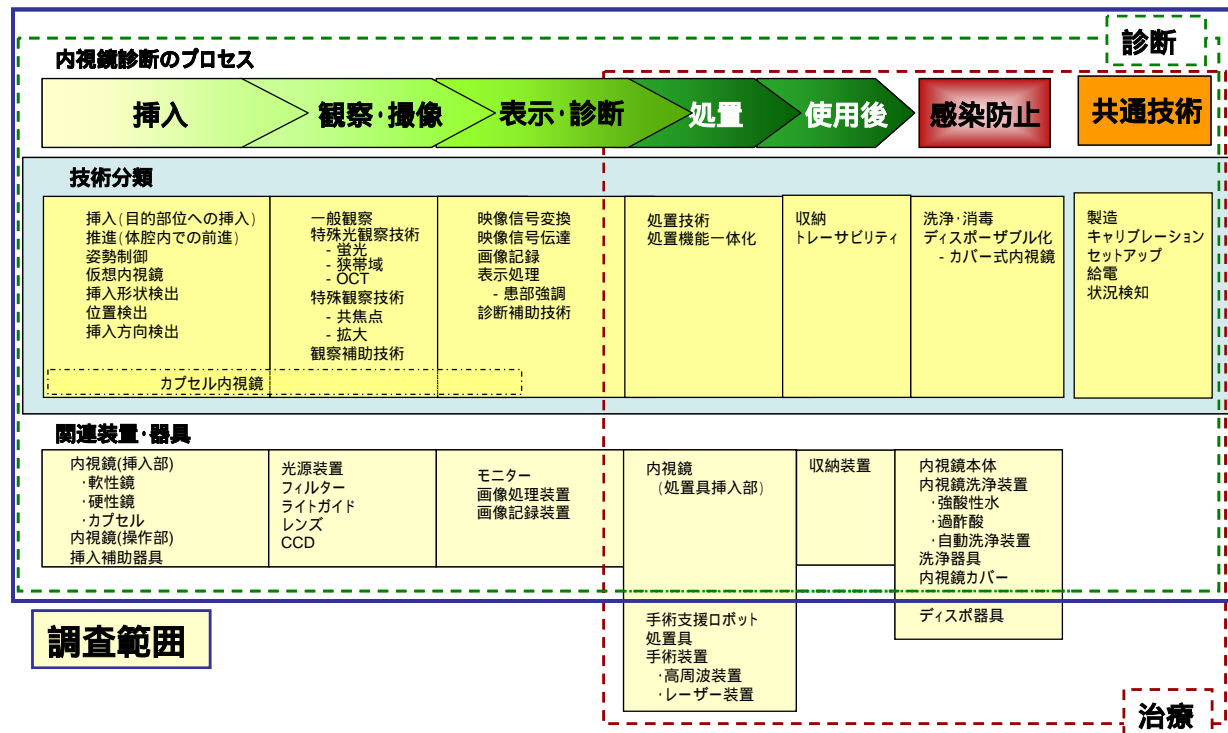 診断
内視鏡診断のプロセス
挿入
観察･撮像
表示･診断
処置
使用後
感染防止
共通技術
技術分類
挿入(目的部位への挿入)
推進(体腔内での前進)
姿勢制御
仮想内視鏡
挿入形状検出
位置検出
挿入方向検出
一般観察
特殊光観察技術
- 蛍光
- 狭帯域
- OCT
特殊観察技術
- 共焦点
- 拡大
観察補助技術
カプセル内視鏡
映像信号変換
映像信号伝達
画像記録
表示処理
- 患部強調
診断補助技術
処置技術
処置機能一体化
収納
トレーサビリティ
洗浄･消毒
ディスポーザブル化
- カバー式内視鏡
製造
キャリブレーション
セットアップ
給電
状況検知
関連装置･器具
内視鏡(挿入部)
･軟性鏡
･硬性鏡
･カプセル
内視鏡(操作部)
挿入補助器具
光源装置
フィルター
ライトガイド
レンズ
CCD
モニター
画像処理装置
画像記録装置
内視鏡
(処置具挿入部)
手術支援ロボット
処置具
手術装置
･高周波装置
･レーザー装置
収納装置
内視鏡本体
内視鏡洗浄装置
･強酸性水
･過酢酸
･自動洗浄装置
洗浄器具
内視鏡カバー
ディスポ器具
調査範囲
治療